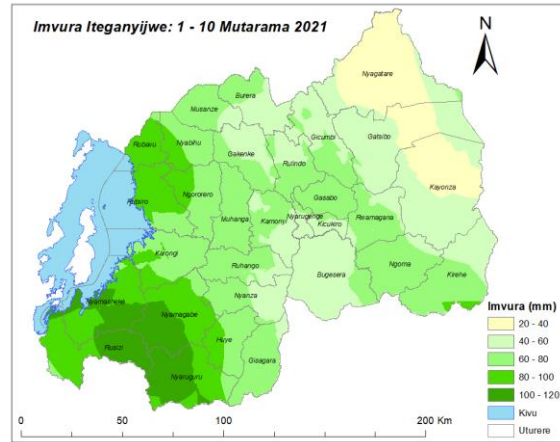 Imvura Iteganyijwe: 1 - 10 Mutarama 2021
N
Burera
Musanze
Nyagatare
Rubavu
Nyabihu
Gicumbi
Gatsibo
Gakenke
Rulindo
Rutsiro
Ngororero
Gasabo
Kayonza
Muhanga
Kamonyi
Nyarugenge
Kicukiro
Rwamagana
Karongi
Ruhango
Bugesera
Ngoma
Kirehe
Nyanza
Nyamasheke
Nyamagabe
Huye
Rusizi
Gisagara
Nyaruguru
Imvura (mm)
20 - 40
40 - 60
60 - 80
80 - 100
100 - 120
Kivu
Uturere
0 50 100 200 Km